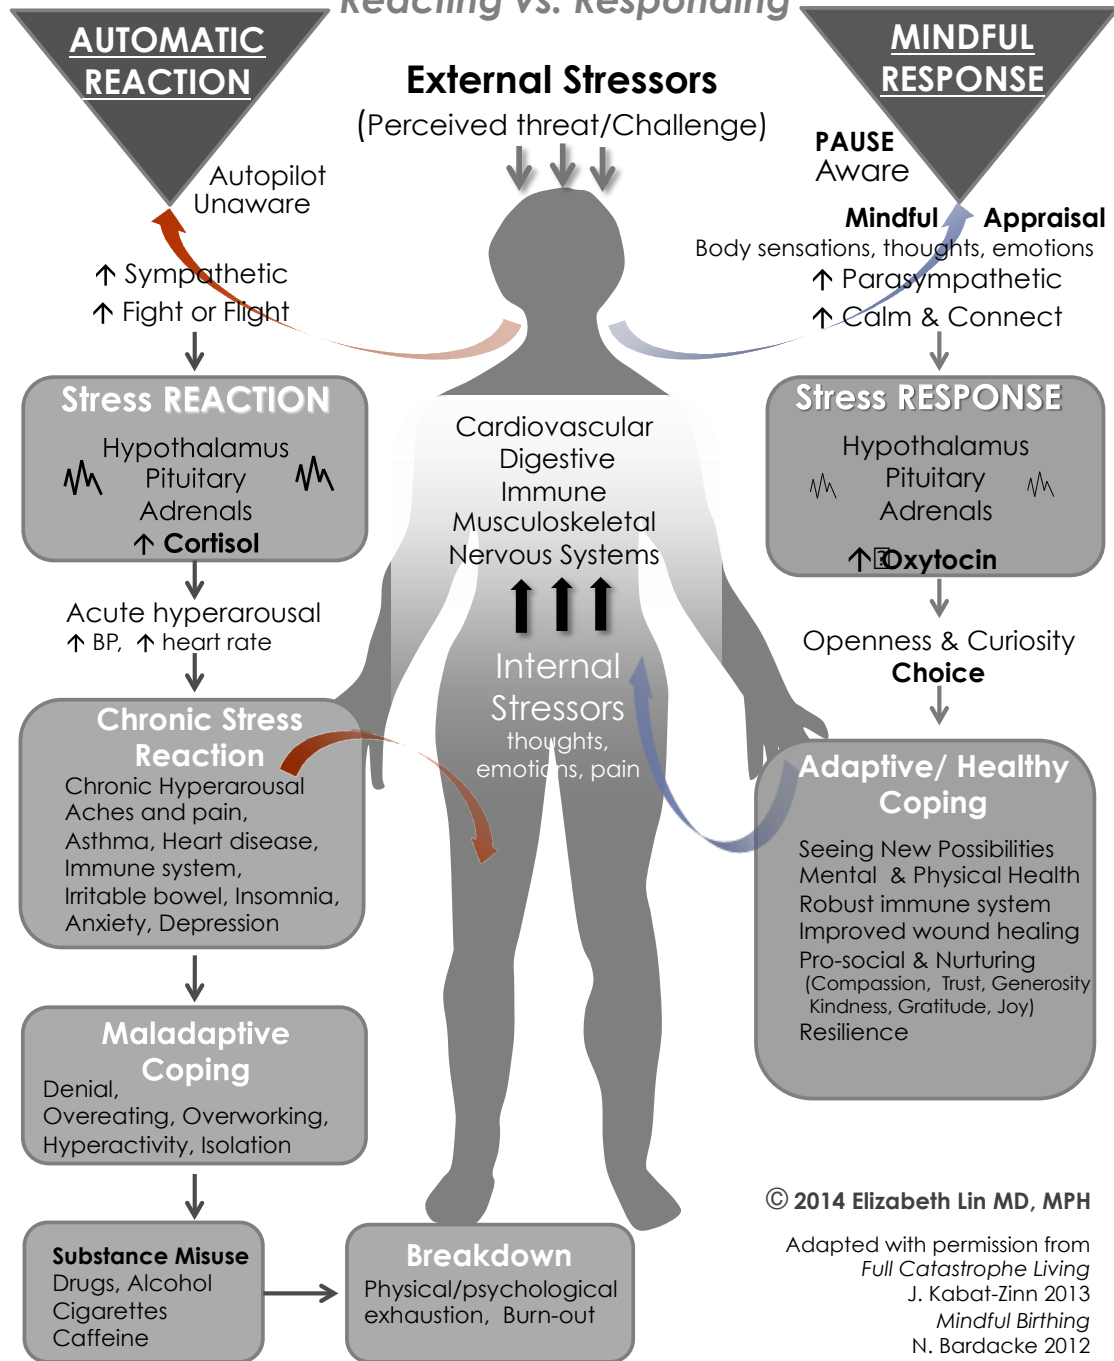 Reacting vs. Responding
AUTOMATIC
REACTION
Autopilot
Unaware
↑ Sympathetic
↑ Fight or Flight
Stress REACTION
Hypothalamus
Pituitary
Adrenals
↑ Cortisol
Acute hyperarousal
↑ BP, ↑ heart rate
Chronic Stress
Reaction
Chronic Hyperarousal
Aches and pain,
Asthma, Heart disease,
Immune system,
Irritable bowel, Insomnia,
Anxiety, Depression
Maladaptive
Coping
Denial,
Overeating, Overworking,
Hyperactivity, Isolation
Substance Misuse
Drugs, Alcohol
Cigarettes
Caffeine
Breakdown
Physical/psychological
exhaustion, Burn-out
External Stressors
(Perceived threat/Challenge)
Cardiovascular
Digestive
Immune
Musculoskeletal
Nervous Systems
Internal
Stressors
thoughts,
emotions, pain
MINDFUL
RESPONSE
PAUSE
Aware
Mindful Appraisal
Body sensations, thoughts, emotions
↑ Parasympathetic
↑ Calm & Connect
Stress RESPONSE
Hypothalamus
Pituitary
Adrenals
↑ Oxytocin
Openness & Curiosity
Choice
Adaptive/ Healthy
Coping
Seeing New Possibilities
Mental & Physical Health
Robust immune system
Improved wound healing
Pro-social & Nurturing
(Compassion, Trust, Generosity
Kindness, Gratitude, Joy)
Resilience
© 2014 Elizabeth Lin MD, MPH
Adapted with permission from
Full Catastrophe Living
J. Kabat-Zinn 2013
Mindful Birthing
N. Bardacke 2012